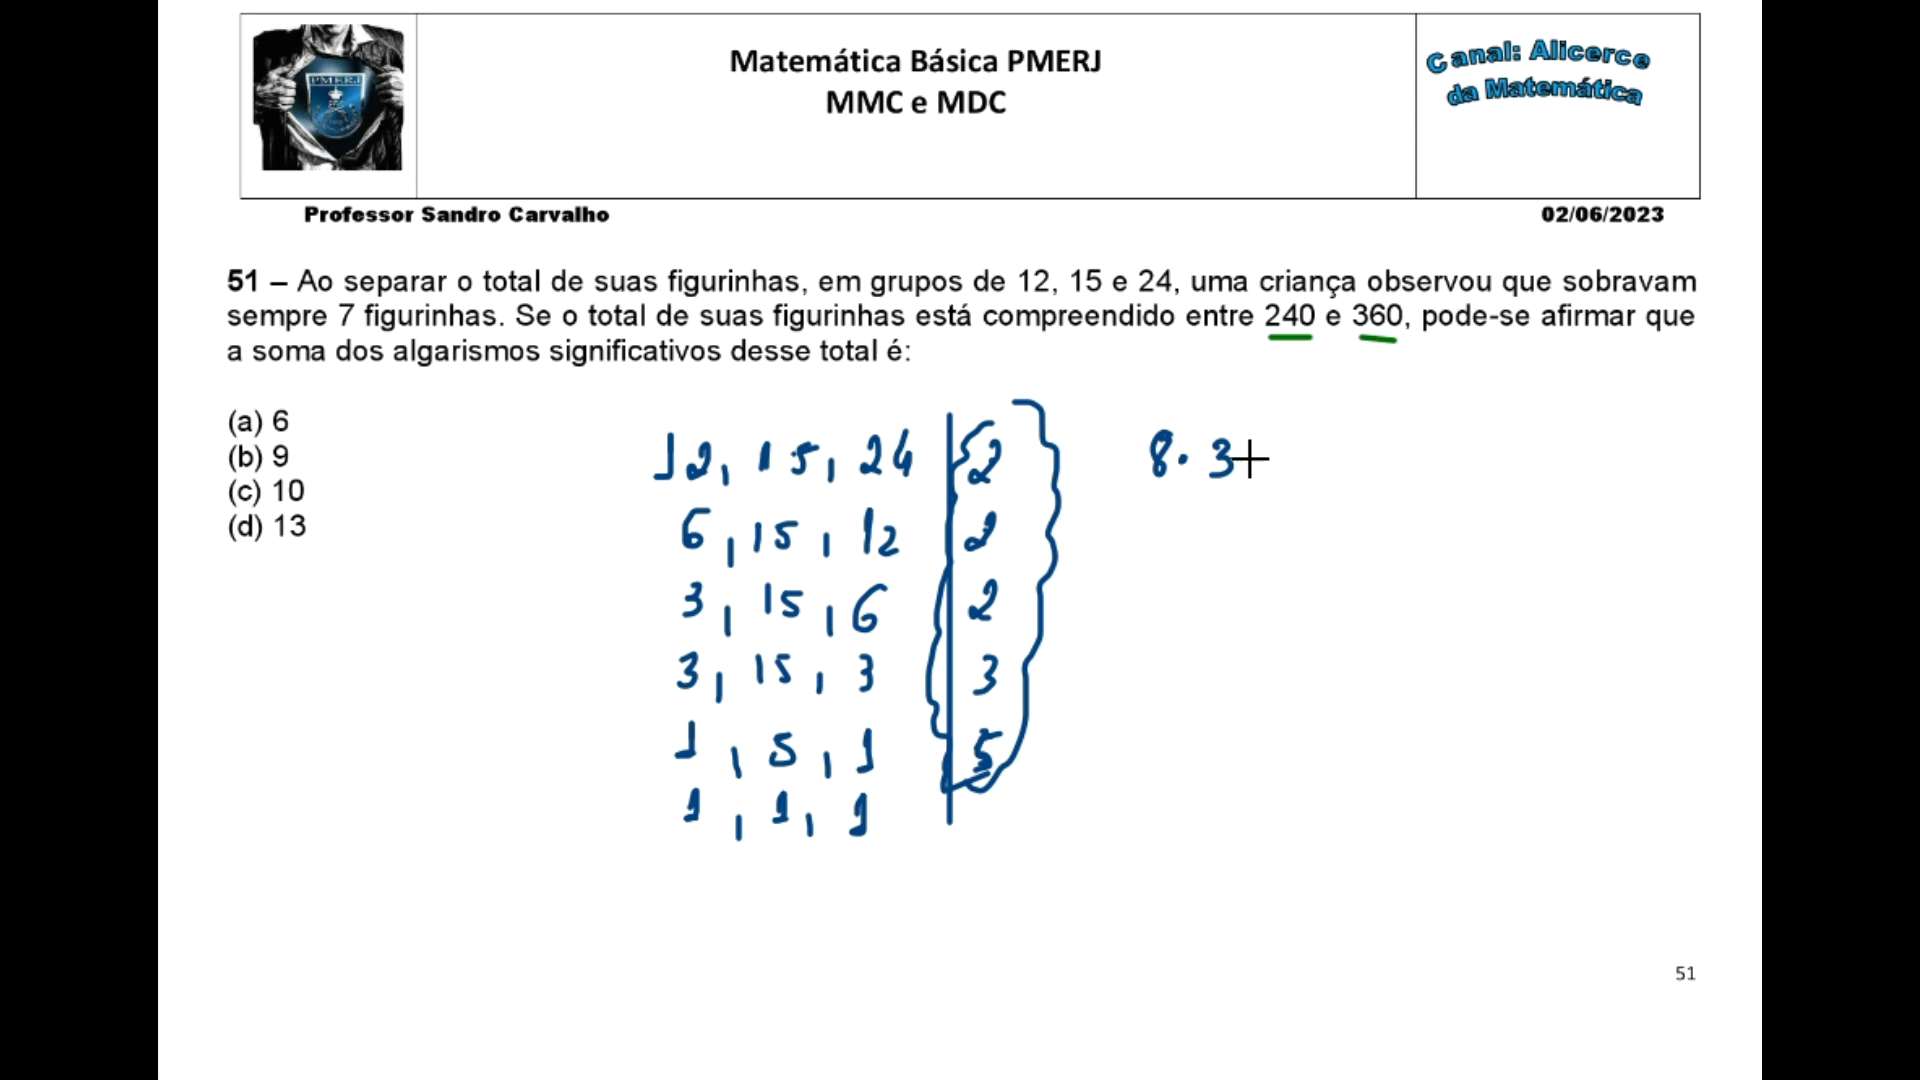 PMERJ
Matemática Básica PMERJ
MMC e MDC
Canal: Alicerce
da Matemática
Professor Sandro Carvalho
02/06/2023
51 – Ao separar o total de suas figurinhas, em grupos de 12, 15 e 24, uma criança observou que sobravam
sempre 7 figurinhas. Se o total de suas figurinhas está compreendido entre 240 e 360, pode-se afirmar que
a soma dos algarismos significativos desse total é:
(a) 6
(b) 9
(c) 10
(d) 13
12, 15, 24 2
6, 15, 12 2
3, 15, 6 2
3, 15, 3 3
1, 5, 1 5
1, 1, 1
8. 3
51